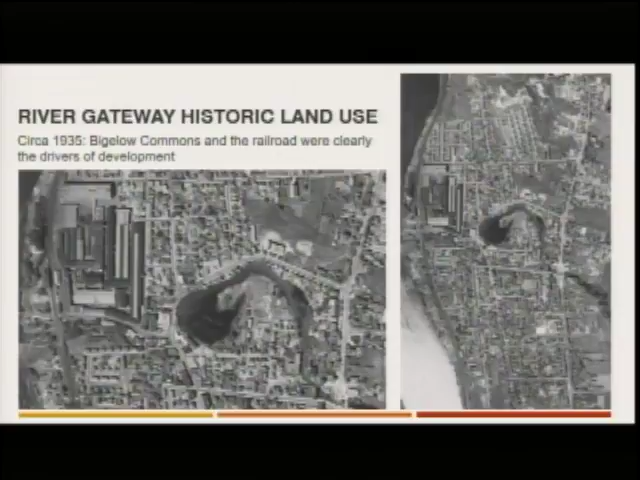 RIVER GATEWAY HISTORIC LAND USE
Circa 1935: Bigelow Commons and the railroad were clearly
the drivers of development